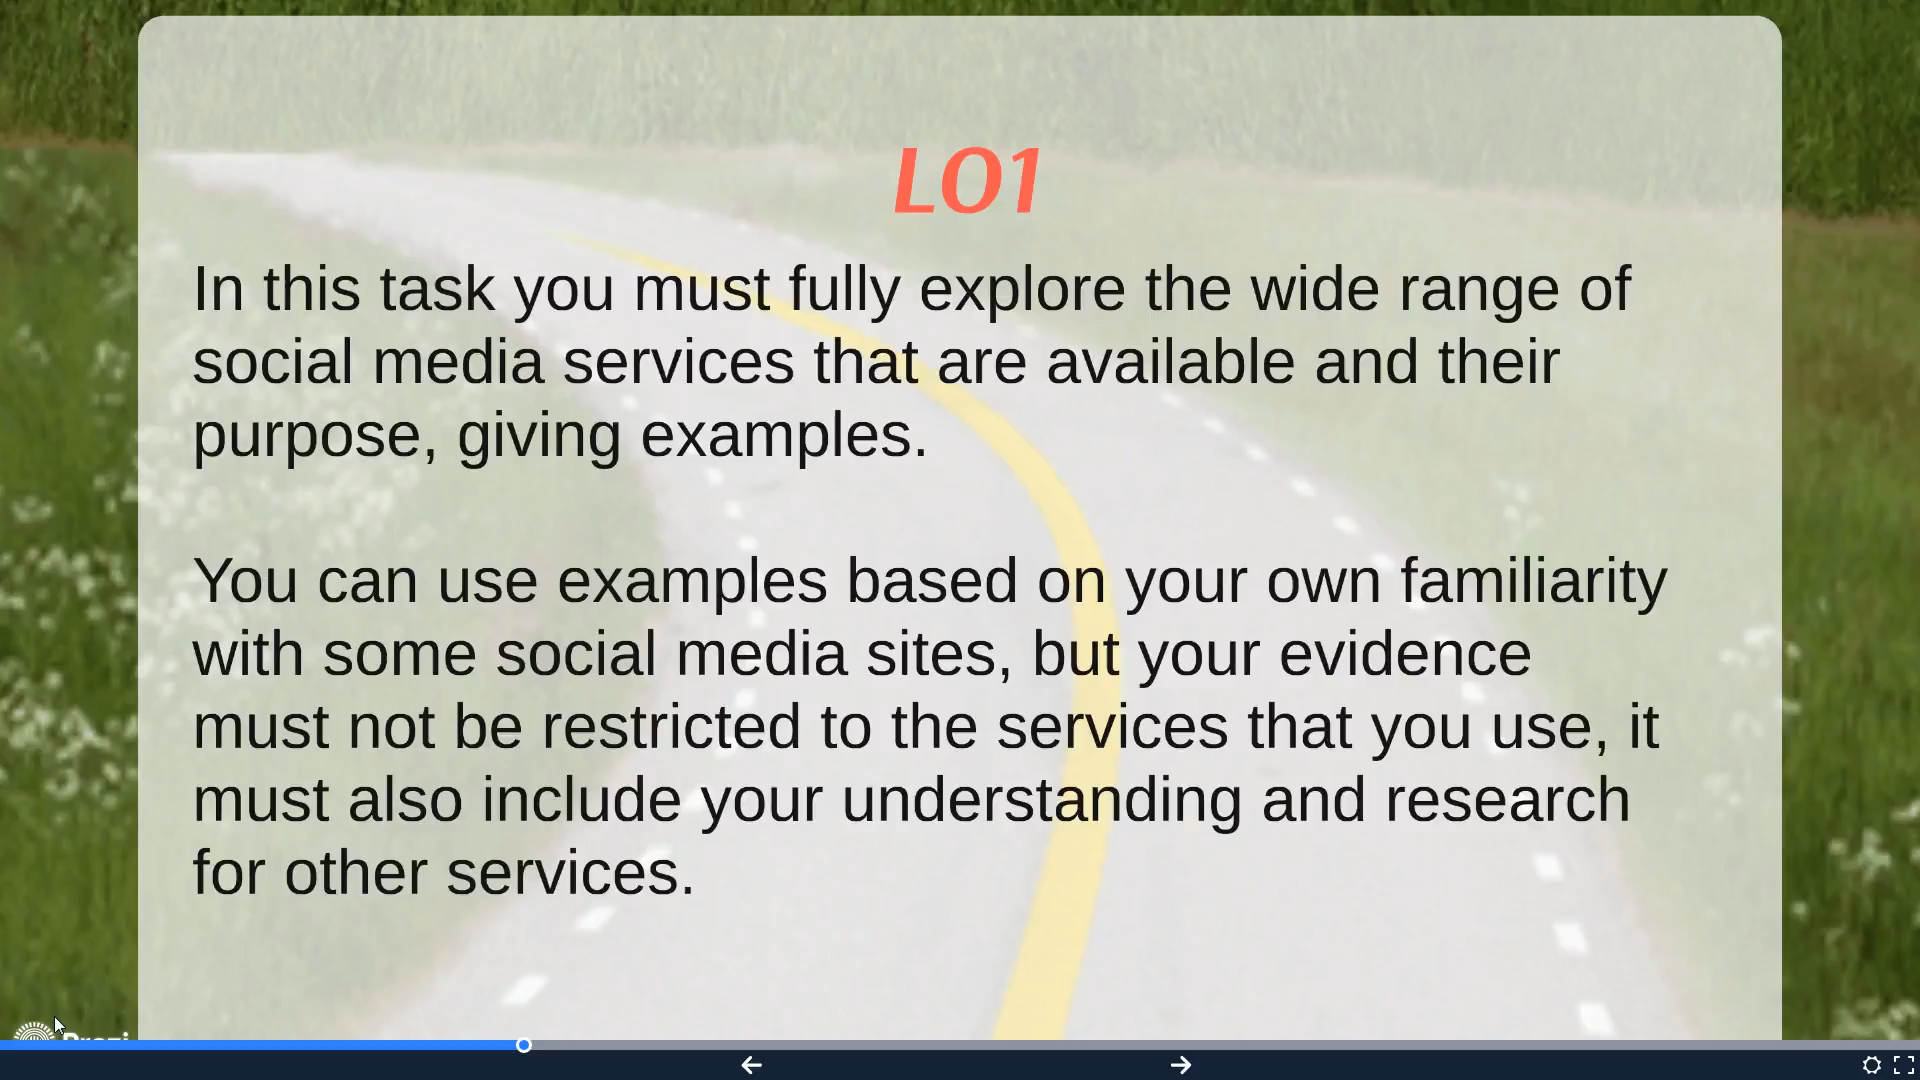 LO1
In this task you must fully explore the wide range of
social media services that are available and their
purpose, giving examples.
You can use examples based on your own familiarity
with some social media sites, but your evidence
must not be restricted to the services that you use, it
must also include your understanding and research
for other services.
Prezi